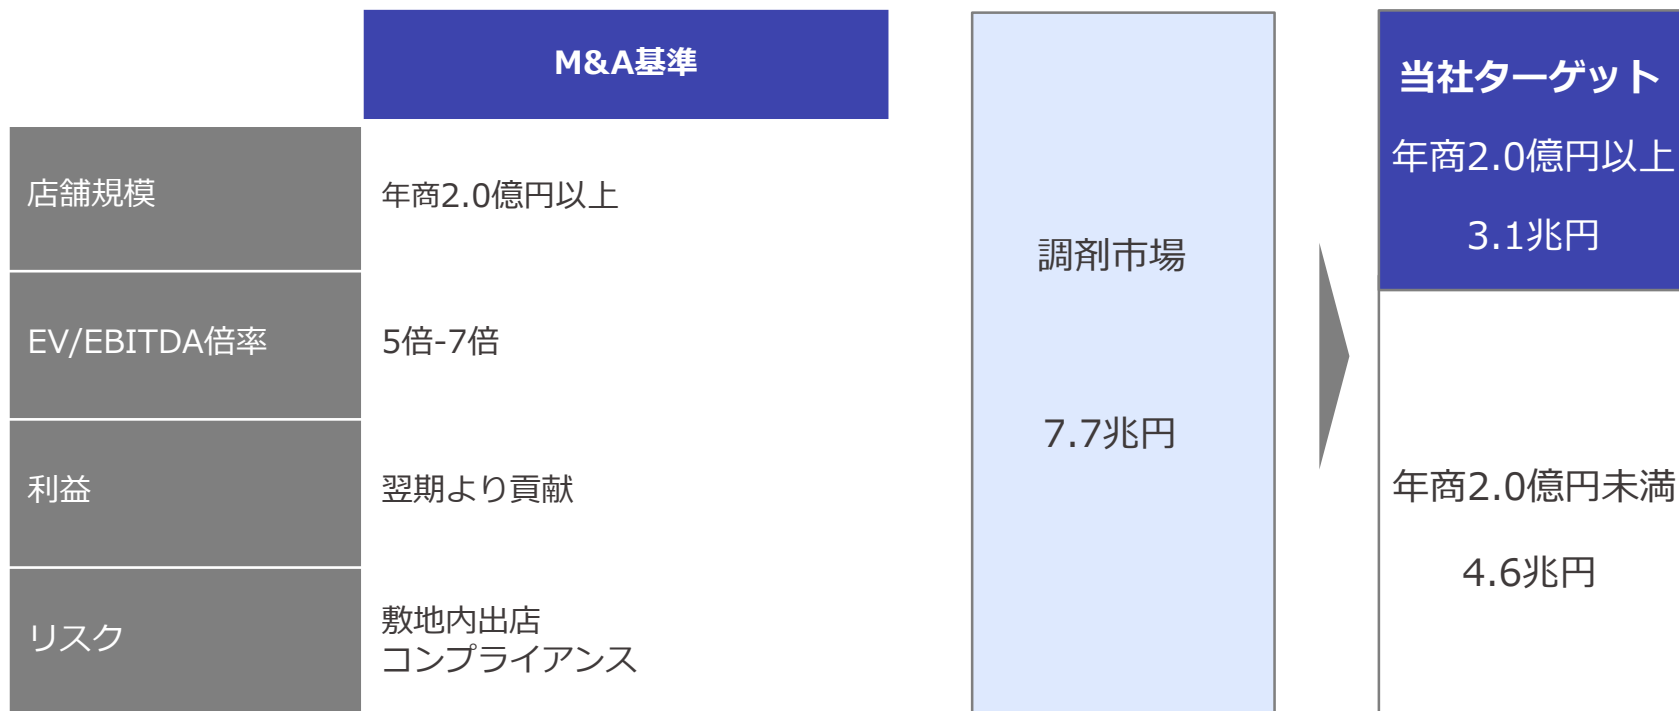 M&A基準
店舗規模
年商2.0億円以上
EV/EBITDA倍率
5倍-7倍
利益
翌期より貢献
リスク
敷地内出店
コンプライアンス
調剤市場
7.7兆円
当社ターゲット
年商2.0億円以上
3.1兆円
年商2.0億円未満
4.6兆円